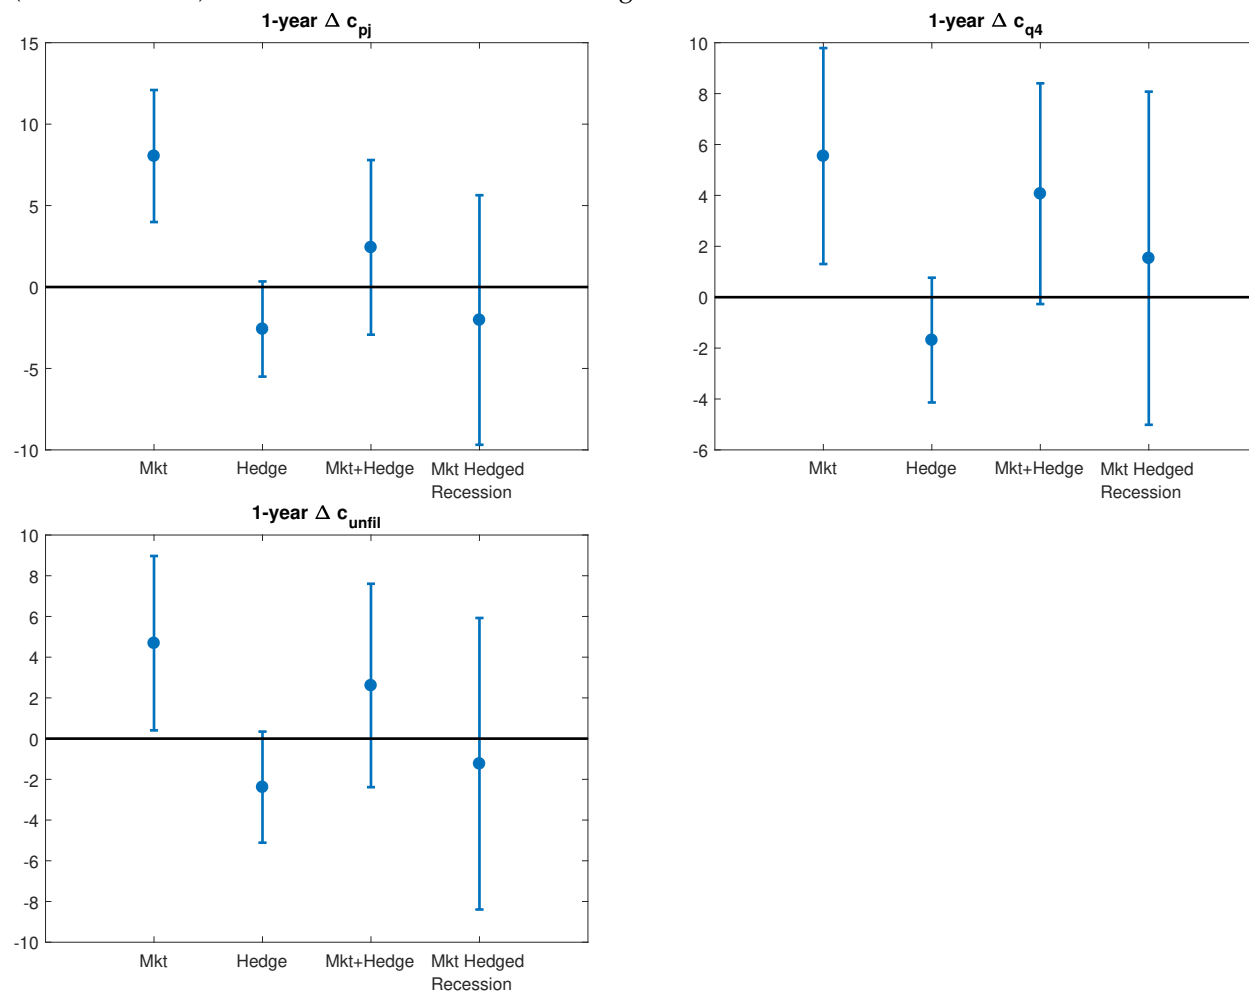 1-year Δ c_pj
15
10
5
0
-5
-10
Mkt Hedge Mkt+Hedge Mkt Hedged
Recession
1-year Δ c_q4
10
8
6
4
2
0
-2
-4
-6
Mkt Hedge Mkt+Hedge Mkt Hedged
Recession
1-year Δ c_unfil
10
8
6
4
2
0
-2
-4
-6
-8
-10
Mkt Hedge Mkt+Hedge Mkt Hedged
Recession